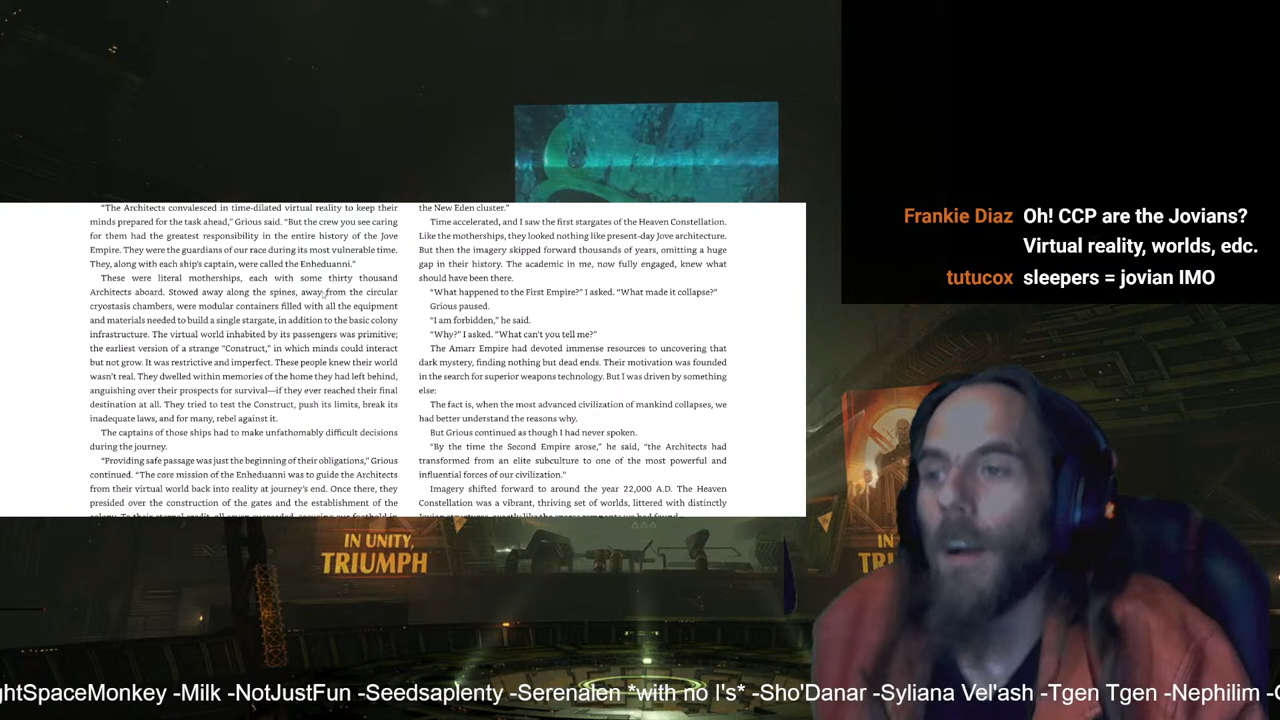 "The Architects convalesced in time-dilated virtual reality to keep their
minds prepared for the task ahead," Grious said. "But the crew you see caring
for them had the greatest responsibility in the entire history of the Jove
Empire. They were the guardians of our race during its most vulnerable time.
They, along with each ship's captain, were called the Enheduanni."
These were literal motherships, each with some thirty thousand
Architects aboard. Stowed away along the spines, away from the circular
cryostasis chambers, were modular containers filled with all the equipment
and materials needed to build a single stargate, in addition to the basic colony
infrastructure. The virtual world inhabited by its passengers was primitive;
the earliest version of a strange "Construct," in which minds could interact
but not grow. It was restrictive and imperfect. These people knew their world
wasn't real. They dwelled within memories of the home they had left behind,
anguishing over their prospects for survival—if they ever reached their final
destination at all. They tried to test the Construct, push its limits, break its
inadequate laws, and for many, rebel against it.
The captains of those ships had to make unfathomably difficult decisions
during the journey.
"Providing safe passage was just the beginning of their obligations," Grious
continued. "The core mission of the Enheduanni was to guide the Architects
from their virtual world back into reality at journey's end. Once there, they
presided over the construction of the gates and the establishment of the
the New Eden cluster."
Time accelerated, and I saw the first stargates of the Heaven Constellation.
Like the motherships, they looked nothing like present-day Jove architecture.
But then the imagery skipped forward thousands of years, omitting a huge
gap in their history. The academic in me, now fully engaged, knew what
should have been there.
"What happened to the First Empire?" I asked. "What made it collapse?"
Grious paused.
"I am forbidden," he said.
"Why?" I asked. "What can't you tell me?"
The Amarr Empire had devoted immense resources to uncovering that
dark mystery, finding nothing but dead ends. Their motivation was founded
in the search for superior weapons technology. But I was driven by something
else:
The fact is, when the most advanced civilization of mankind collapses, we
had better understand the reasons why.
But Grious continued as though I had never spoken.
"By the time the Second Empire arose," he said, "the Architects had
transformed from an elite subculture to one of the most powerful and
influential forces of our civilization."
Imagery shifted forward to around the year 22,000 A.D. The Heaven
Constellation was a vibrant, thriving set of worlds, littered with distinctly
Frankie Diaz Oh! CCP are the Jovians?
Virtual reality, worlds, edc.
tutucox sleepers = jovian IMO
IN UNITY,
TRIUMPH
IN
TRI
ghtSpaceMonkey -Milk -NotJustFun -Seedsaplenty -Serenalen *with no I's* -Sho'Danar -Syliana Vel'ash -Tgen Tgen -Nephilim -